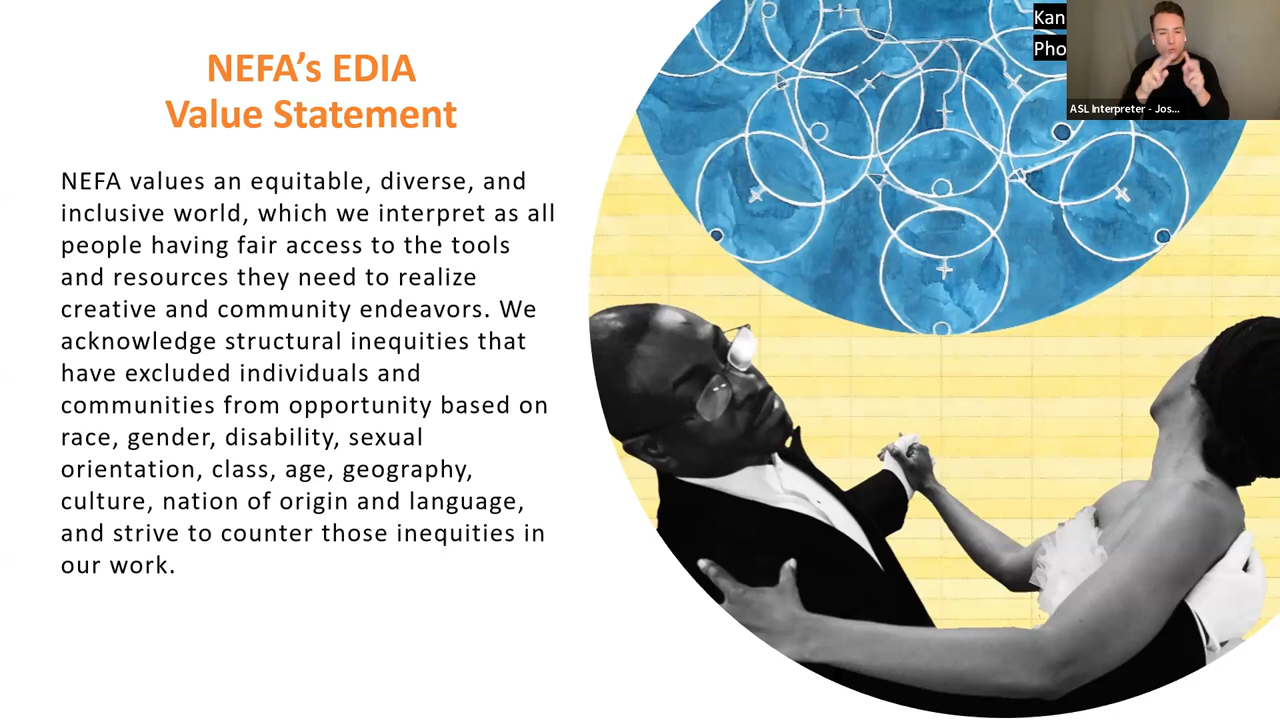 NEFA’s EDIA
Value Statement
NEFA values an equitable, diverse, and
inclusive world, which we interpret as all
people having fair access to the tools
and resources they need to realize
creative and community endeavors. We
acknowledge structural inequities that
have excluded individuals and
communities from opportunity based on
race, gender, disability, sexual
orientation, class, age, geography,
culture, nation of origin and language,
and strive to counter those inequities in
our work.
Kan
Pho
ASL Interpreter - Jos...